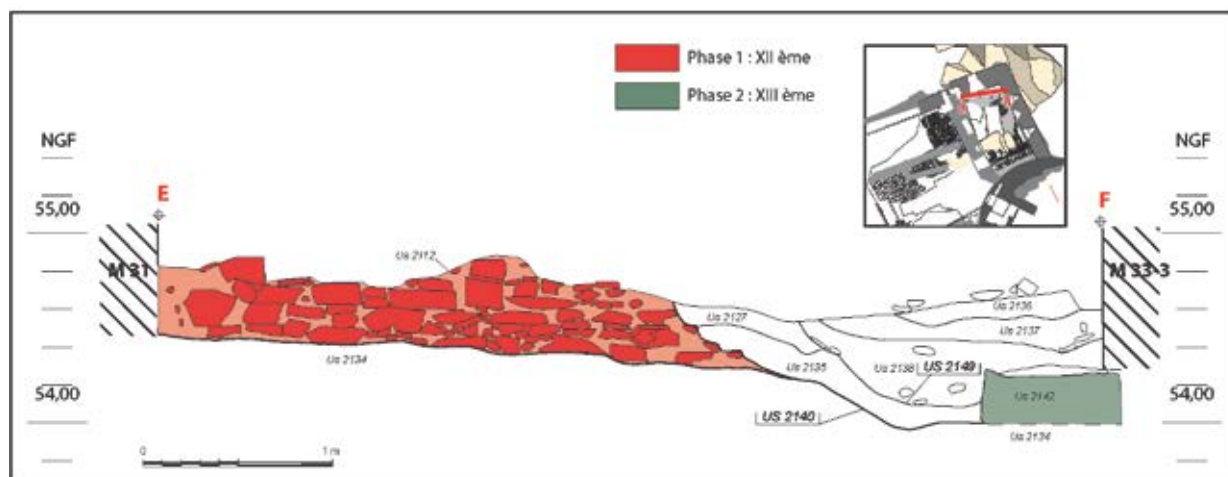 Phase 1 : XII ème
Phase 2 : XIII ème
NGF
NGF
E
F
55,00
55,00
M 31
M 33-3
Us 2112
Us 2127
Us 2136
Us 2137
Us 2134
Us 2135
Us 2138
US 2149
54,00
54,00
Us 2142
US 2140
Us 2134
0
1 m